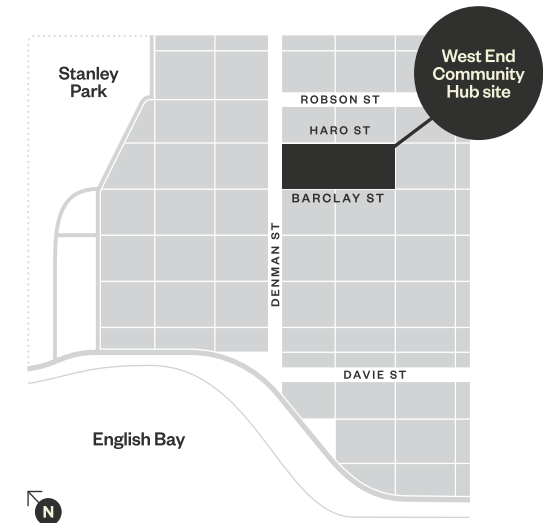 West End
Community
Hub site
Stanley
Park
ROBSON ST
HARO ST
BARCLAY ST
DENMAN ST
DAVIE ST
English Bay
N